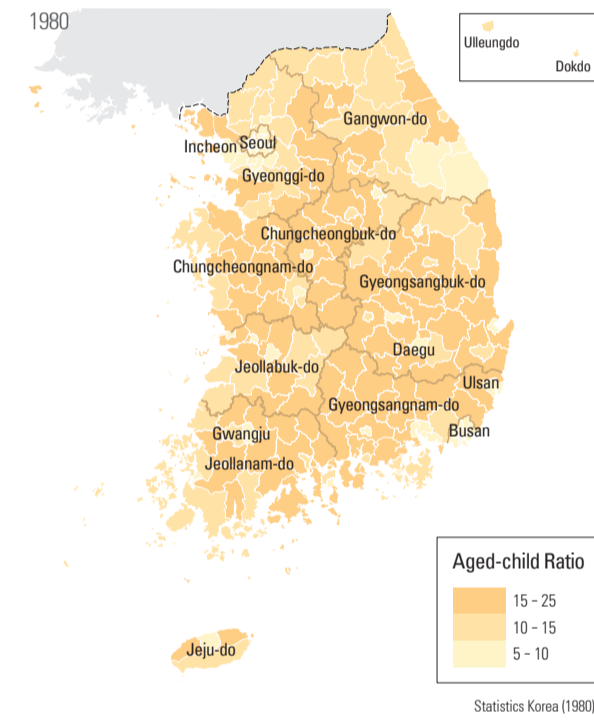 1980
Ulleungdo
Dokdo
Gangwon-do
Incheon
Seoul
Gyeonggi-do
Chungcheongbuk-do
Chungcheongnam-do
Gyeongsangbuk-do
Daegu
Jeollabuk-do
Ulsan
Gyeongsangnam-do
Busan
Gwangju
Jeollanam-do
Jeju-do
Aged-child Ratio
15 - 25
10 - 15
5 - 10
Statistics Korea (1980)